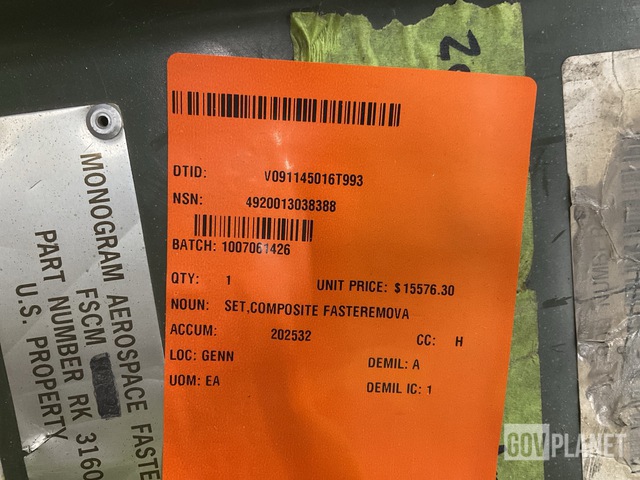 DTID: V091145016T993
NSN: 4920013038388
BATCH: 1007061426
QTY: 1 UNIT PRICE: $15576.30
NOUN: SET,COMPOSITE FASTEREMOVA
ACCUM: 202532 CC: H
LOC: GENN DEMIL: A
UOM: EA DEMIL IC: 1
MONOGRAM AEROSPACE FASTE
FSCM
PART NUMBER RK 3160
U.S. PROPERTY
GOVPLANET